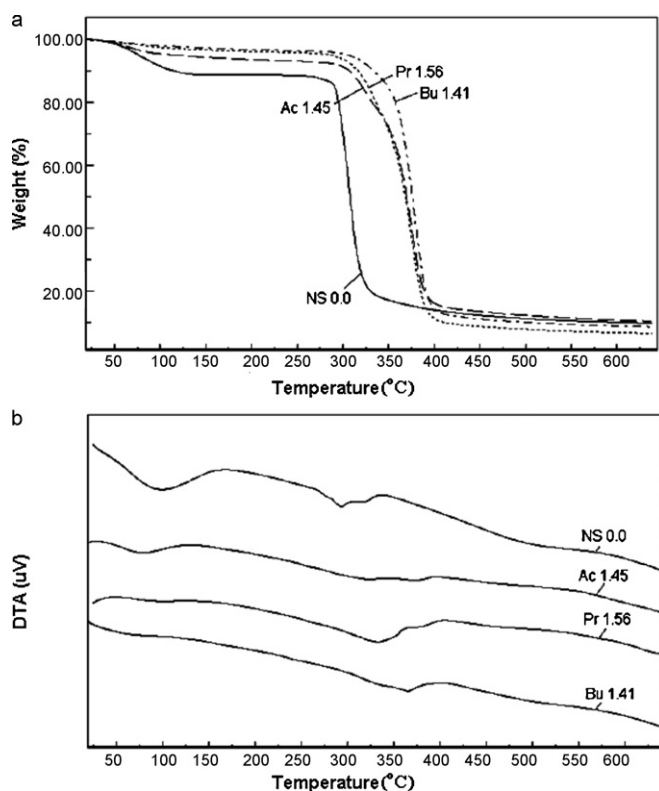 a
100.00
80.00
60.00
40.00
20.00
Weight (%)
Pr 1.56
Ac 1.45
Bu 1.41
NS 0.0
50 100 150 200 250 300 350 400 450 500 550 600
Temperature (°C)
b
DTA (uV)
NS 0.0
Ac 1.45
Pr 1.56
Bu 1.41
50 100 150 200 250 300 350 400 450 500 550 600
Temperature (°C)